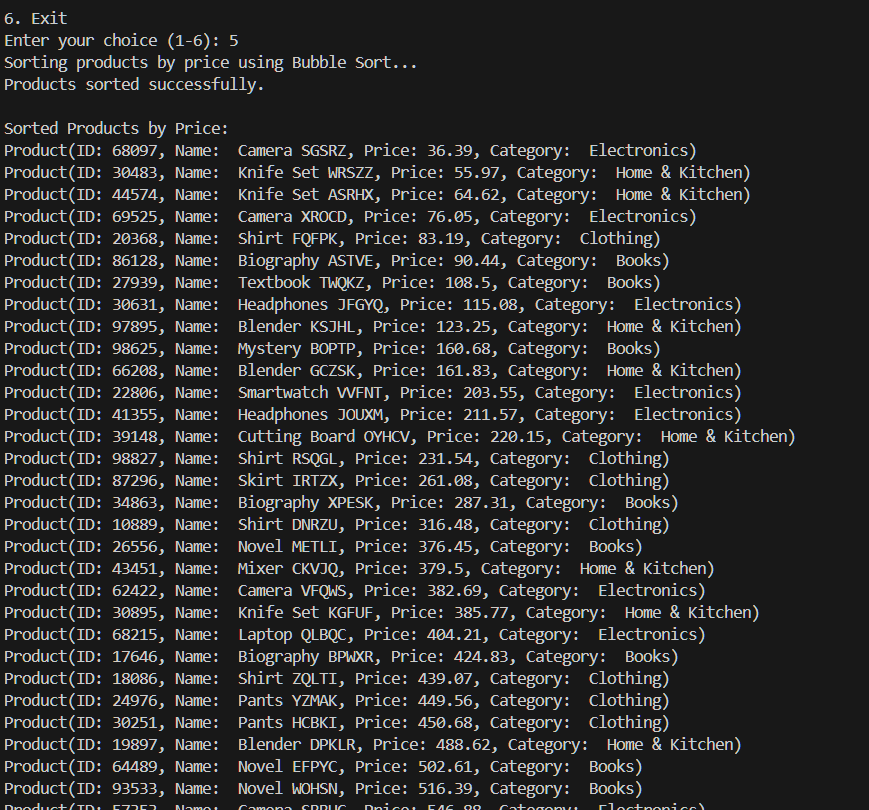 6. Exit
Enter your choice (1-6): 5
Sorting products by price using Bubble Sort...
Products sorted successfully.
Sorted Products by Price:
Product(ID: 68097, Name:  Camera SGSRZ, Price: 36.39, Category:  Electronics)
Product(ID: 30483, Name:  Knife Set WRSZZ, Price: 55.97, Category:  Home & Kitchen)
Product(ID: 44574, Name:  Knife Set ASRHX, Price: 64.62, Category:  Home & Kitchen)
Product(ID: 69525, Name:  Camera XROCD, Price: 76.05, Category:  Electronics)
Product(ID: 20368, Name:  Shirt FQFPK, Price: 83.19, Category:  Clothing)
Product(ID: 86128, Name:  Biography ASTVE, Price: 90.44, Category:  Books)
Product(ID: 27939, Name:  Textbook TWQKZ, Price: 108.5, Category:  Books)
Product(ID: 30631, Name:  Headphones JFGYQ, Price: 115.08, Category:  Electronics)
Product(ID: 97895, Name:  Blender KSJHL, Price: 123.25, Category:  Home & Kitchen)
Product(ID: 98625, Name:  Mystery BOPTP, Price: 160.68, Category:  Books)
Product(ID: 66208, Name:  Blender GCZSK, Price: 161.83, Category:  Home & Kitchen)
Product(ID: 22806, Name:  Smartwatch VVFNT, Price: 203.55, Category:  Electronics)
Product(ID: 41355, Name:  Headphones JOUXM, Price: 211.57, Category:  Electronics)
Product(ID: 39148, Name:  Cutting Board OYHCV, Price: 220.15, Category:  Home & Kitchen)
Product(ID: 98827, Name:  Shirt RSQGL, Price: 231.54, Category:  Clothing)
Product(ID: 87296, Name:  Skirt IRTZX, Price: 261.08, Category:  Clothing)
Product(ID: 34863, Name:  Biography XPESK, Price: 287.31, Category:  Books)
Product(ID: 10889, Name:  Shirt DNRZU, Price: 316.48, Category:  Clothing)
Product(ID: 26556, Name:  Novel METLI, Price: 376.45, Category:  Books)
Product(ID: 43451, Name:  Mixer CKVJQ, Price: 379.5, Category:  Home & Kitchen)
Product(ID: 62422, Name:  Camera VFQWS, Price: 382.69, Category:  Electronics)
Product(ID: 30895, Name:  Knife Set KGFUF, Price: 385.77, Category:  Home & Kitchen)
Product(ID: 68215, Name:  Laptop QLBQC, Price: 404.21, Category:  Electronics)
Product(ID: 17646, Name:  Biography BPWXR, Price: 424.83, Category:  Books)
Product(ID: 18086, Name:  Shirt ZQLTI, Price: 439.07, Category:  Clothing)
Product(ID: 24976, Name:  Pants YZMAK, Price: 449.56, Category:  Clothing)
Product(ID: 30251, Name:  Pants HCBKI, Price: 450.68, Category:  Clothing)
Product(ID: 19897, Name:  Blender DPKLR, Price: 488.62, Category:  Home & Kitchen)
Product(ID: 64489, Name:  Novel EFPYC, Price: 502.61, Category:  Books)
Product(ID: 93533, Name:  Novel WOHSN, Price: 516.39, Category:  Books)